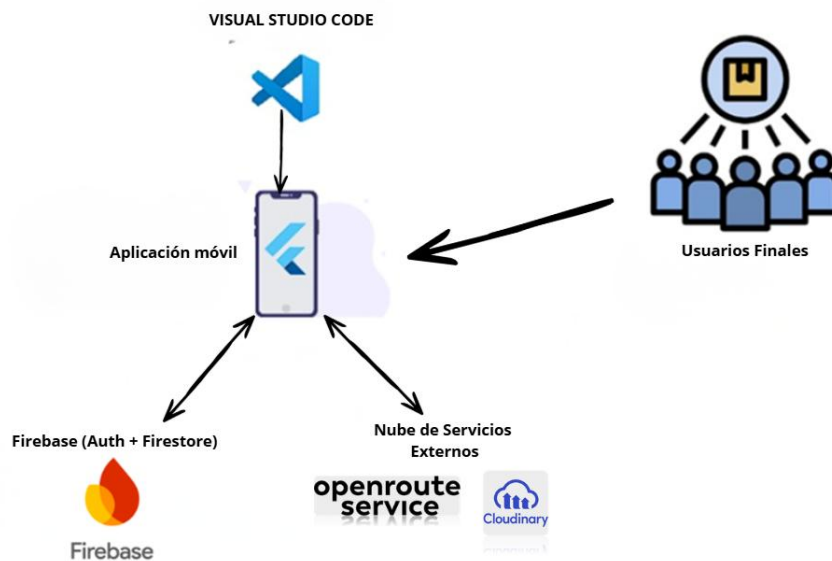 VISUAL STUDIO CODE
Aplicación móvil
Usuarios Finales
Firebase (Auth + Firestore)
Firebase
Nube de Servicios
Externos
openroute
service
Cloudinary